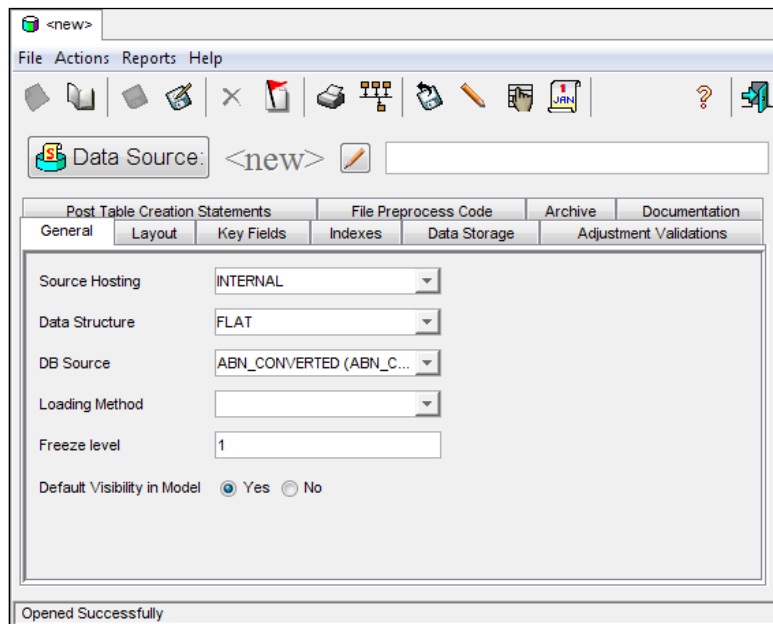 <new>
File Actions Reports Help
1 JAN ?
S Data Source: <new>
Post Table Creation Statements File Preprocess Code Archive Documentation
General Layout Key Fields Indexes Data Storage Adjustment Validations
Source Hosting INTERNAL
Data Structure FLAT
DB Source ABN_CONVERTED (ABN_C...
Loading Method
Freeze level 1
Default Visibility in Model Yes No
Opened Successfully